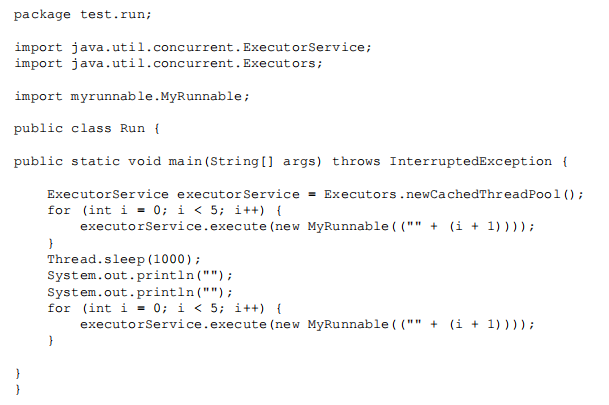 package test.run;
import java.util.concurrent.ExecutorService;
import java.util.concurrent.Executors;
import myrunnable.MyRunnable;
public class Run {
public static void main(String[] args) throws InterruptedException {
    ExecutorService executorService = Executors.newCachedThreadPool();
    for (int i = 0; i < 5; i++) {
        executorService.execute(new MyRunnable(("" + (i + 1))));
    }
    Thread.sleep(1000);
    System.out.println("");
    System.out.println("");
    for (int i = 0; i < 5; i++) {
        executorService.execute(new MyRunnable(("" + (i + 1))));
    }
}
}